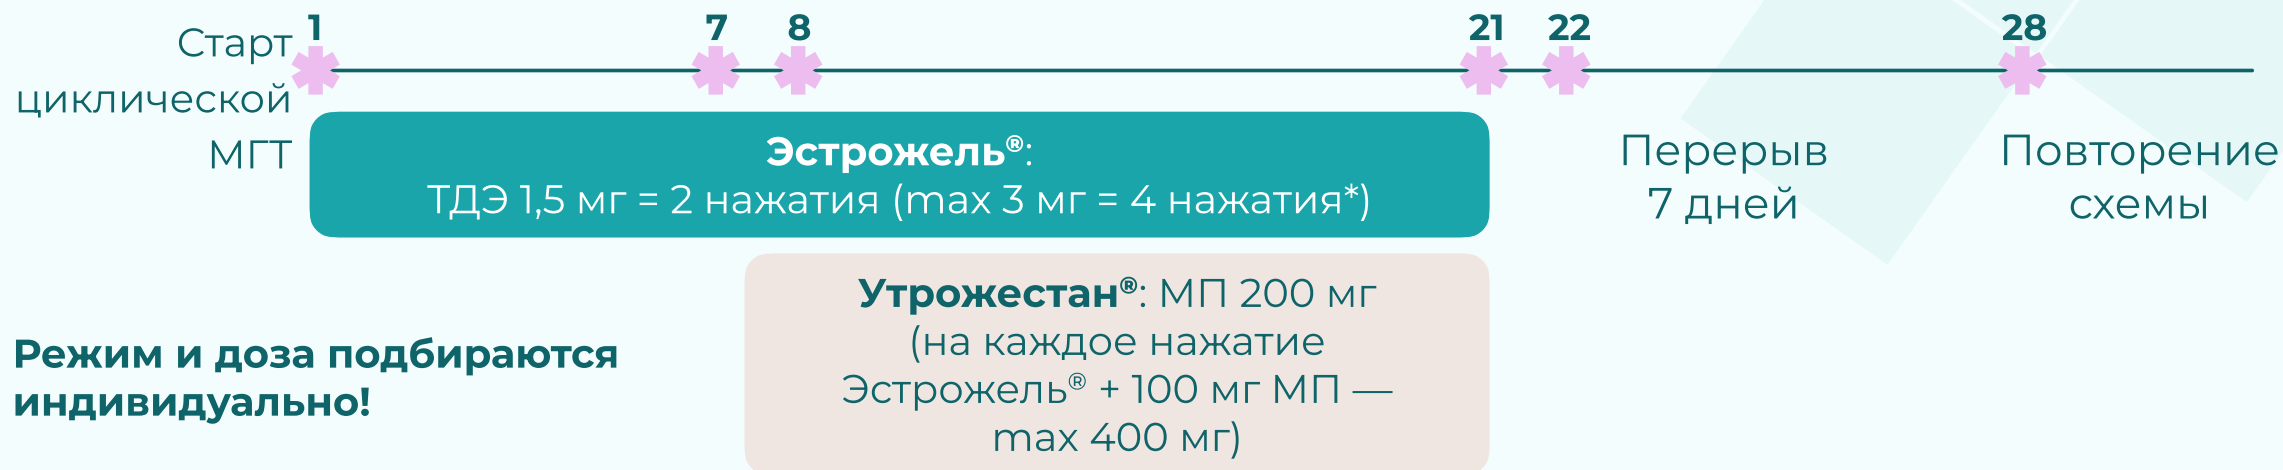 1 7 8 21 22 28
Старт
циклической
МГТ
Эстрожель®:
ТДЭ 1,5 мг = 2 нажатия (max 3 мг = 4 нажатия*)
Перерыв
7 дней
Повторение
схемы
Утрожестан®: МП 200 мг
(на каждое нажатие
Эстрожель® + 100 мг МП —
max 400 мг)
Режим и доза подбираются
индивидуально!